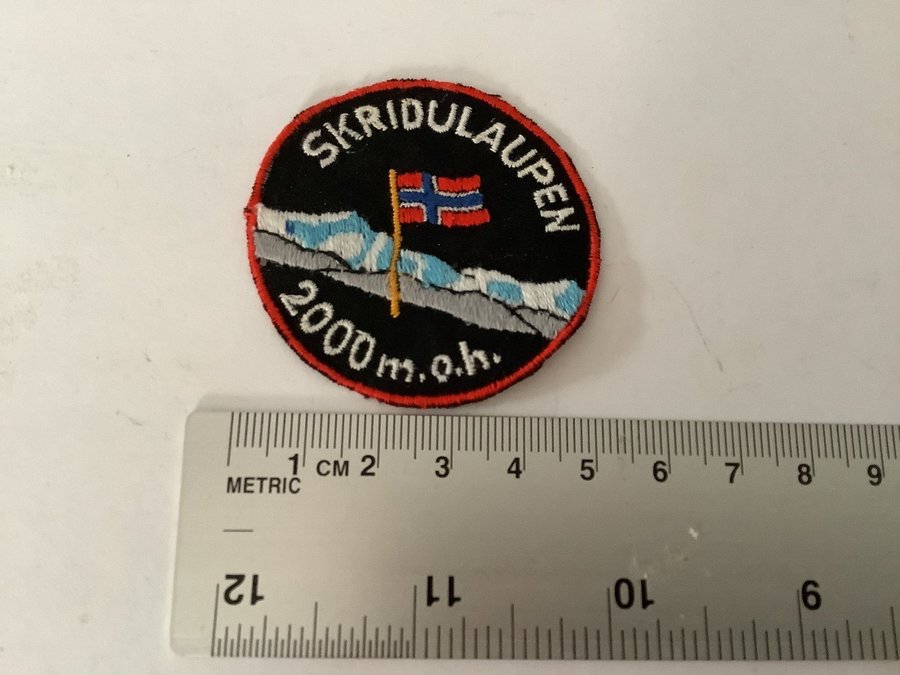 SKRIDULAUPEN
2000 m.o.h.
1 CM 2 3 4 5 6 7 8 9
METRIC
12 11 10 9